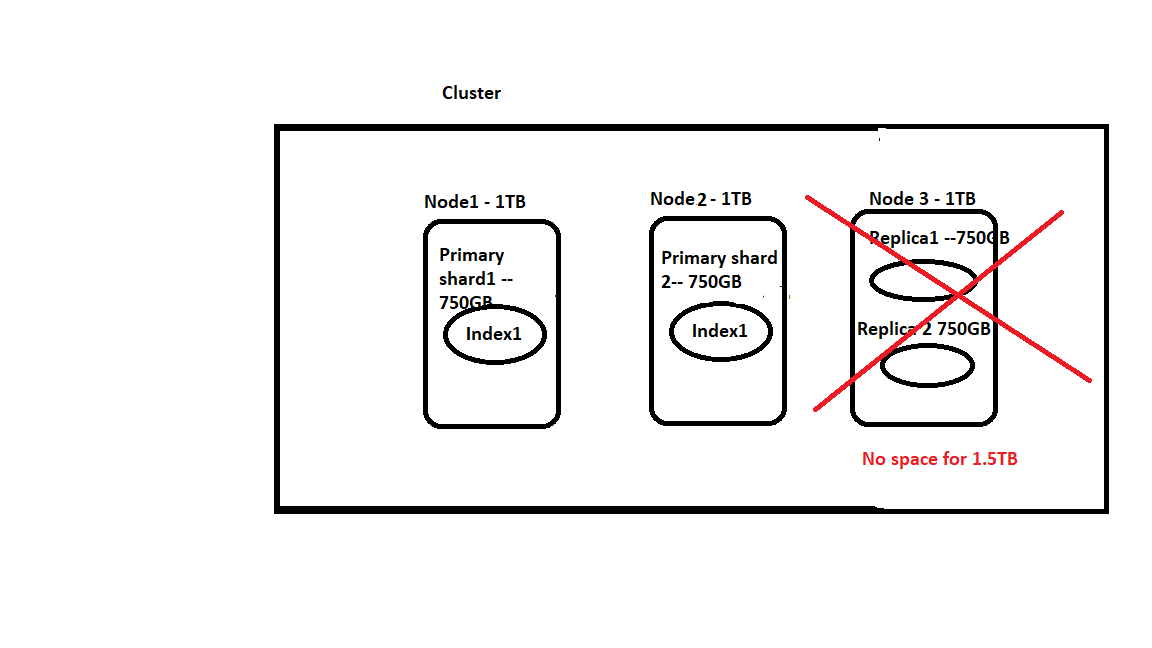 Cluster
Node1 - 1TB
Primary
shard1 --
750GB
Index1
Node2 - 1TB
Primary shard
2-- 750GB
Index1
Node 3 - 1TB
Replica1 --750GB
Replica 2 750GB
No space for 1.5TB